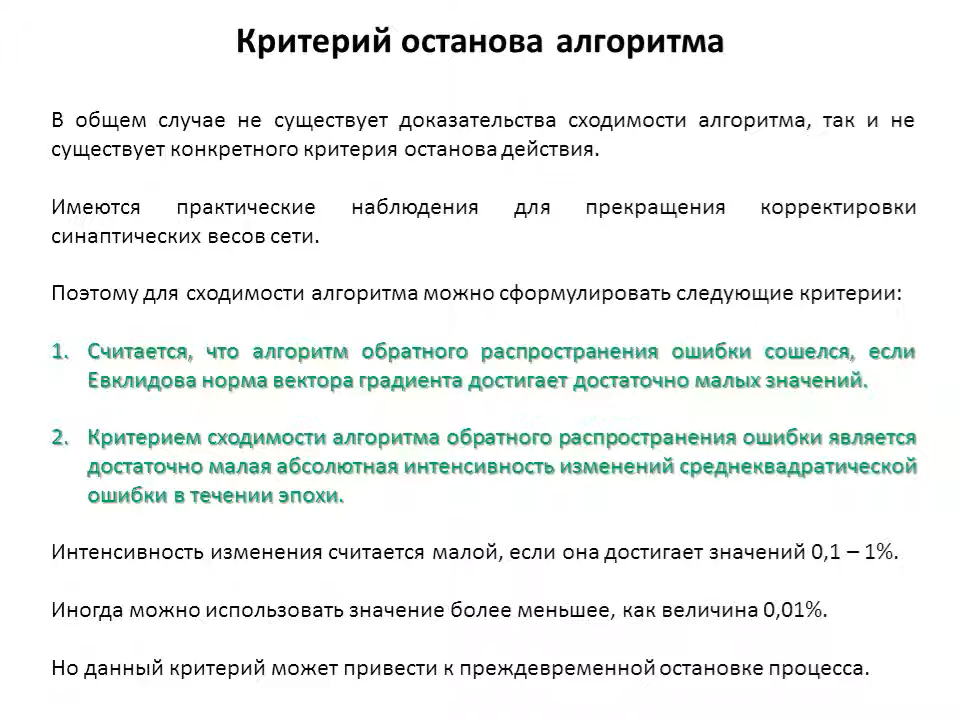 Критерий останова алгоритма
В общем случае не существует доказательства сходимости алгоритма, так и не
существует конкретного критерия останова действия.
Имеются практические наблюдения для прекращения корректировки
синаптических весов сети.
Поэтому для сходимости алгоритма можно сформулировать следующие критерии:
1. Считается, что алгоритм обратного распространения ошибки сошелся, если
Евклидова норма вектора градиента достигает достаточно малых значений.
2. Критерием сходимости алгоритма обратного распространения ошибки является
достаточно малая абсолютная интенсивность изменений среднеквадратической
ошибки в течении эпохи.
Интенсивность изменения считается малой, если она достигает значений 0,1 – 1%.
Иногда можно использовать значение более меньшее, как величина 0,01%.
Но данный критерий может привести к преждевременной остановке процесса.